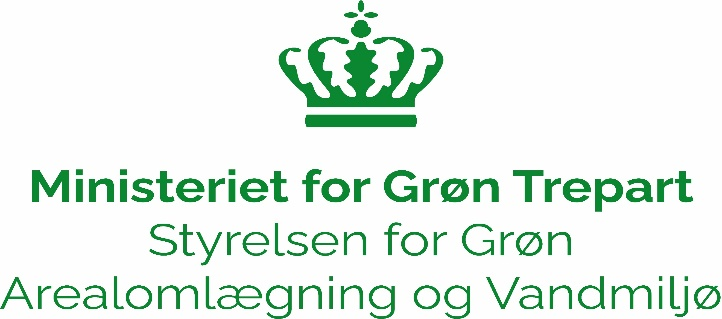 Ministeriet for Grøn Trepart
Styrelsen for Grøn
Arealomlægning og Vandmiljø